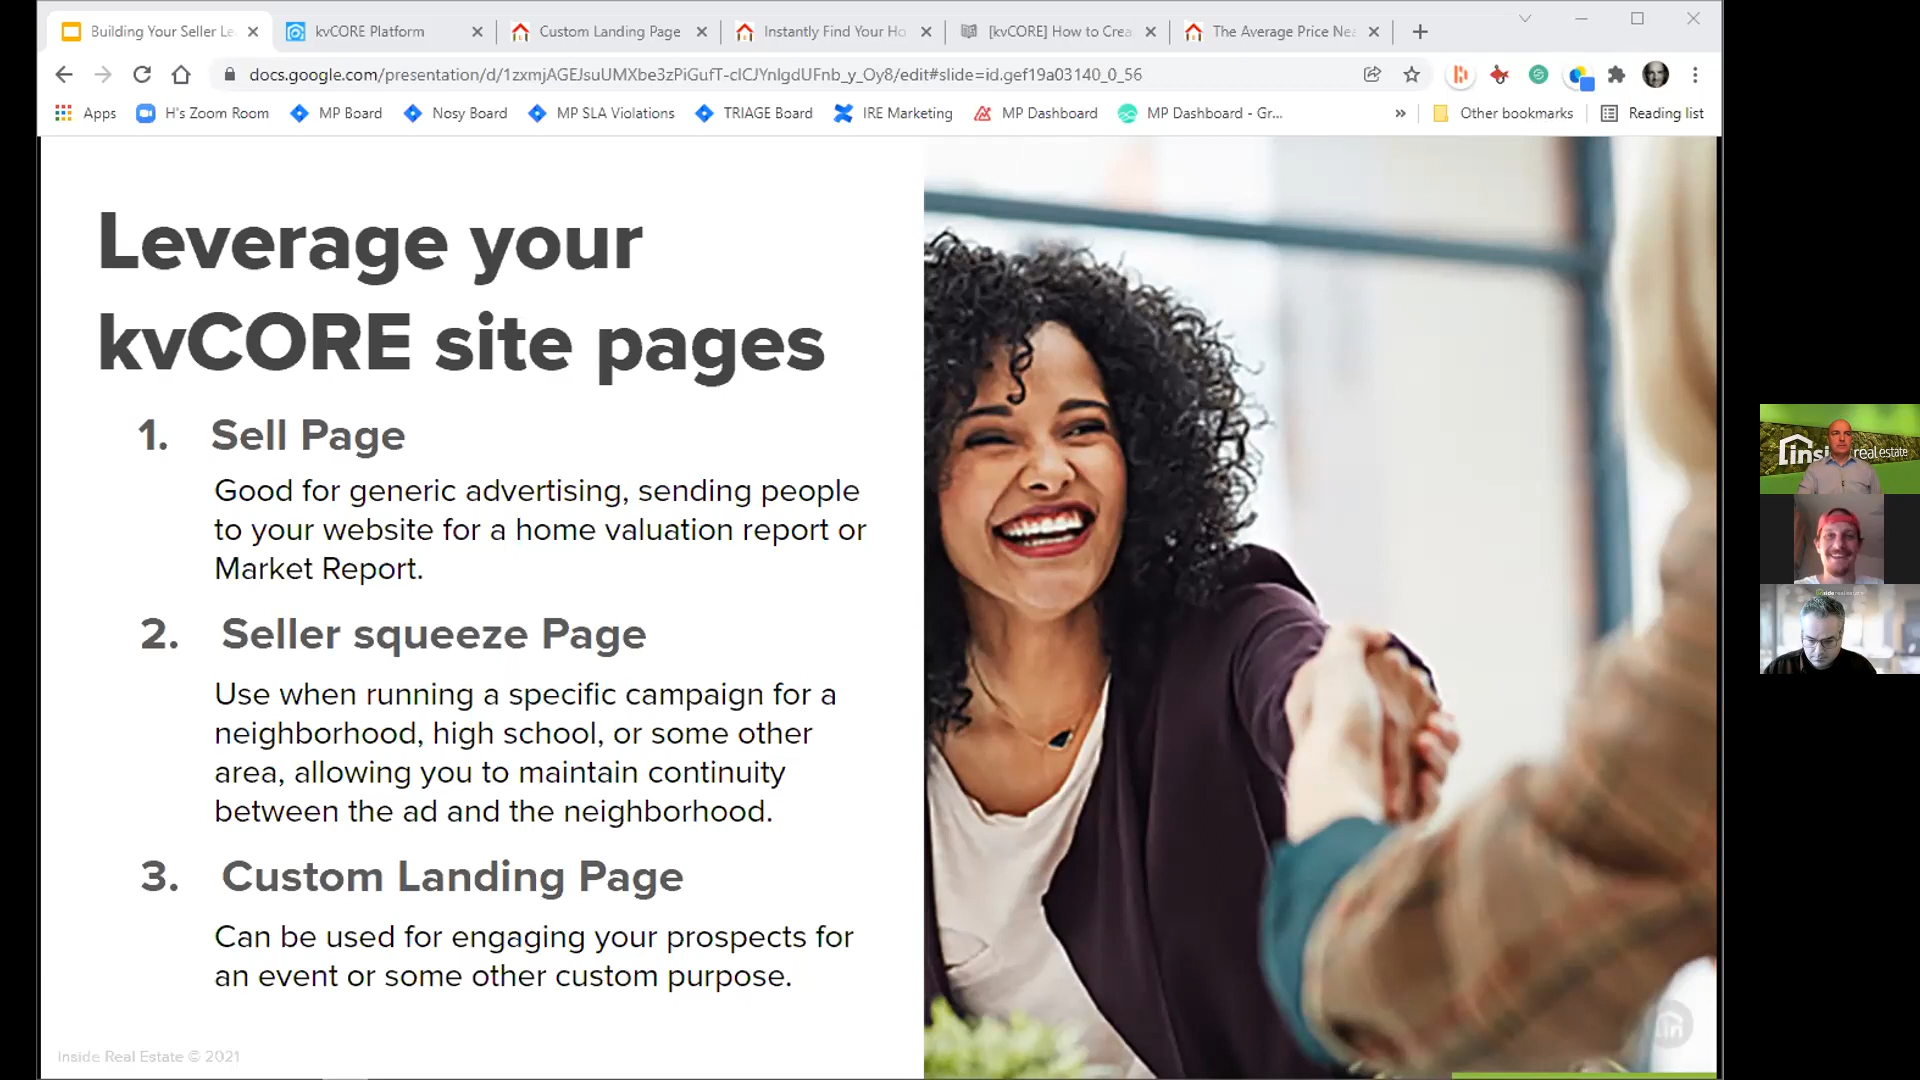 Building Your Seller Le
kvCORE Platform
Custom Landing Page
Instantly Find Your Ho
[kvCORE] How to Crea
The Average Price Nea
docs.google.com/presentation/d/1zxmjAGEJsuUMXbe3zPiGufT-clCJYnlgdUFnb_y_Oy8/edit#slide=id.gef19a03140_0_56
Apps
H's Zoom Room
MP Board
Nosy Board
MP SLA Violations
TRIAGE Board
IRE Marketing
MP Dashboard
MP Dashboard - Gr...
»
Other bookmarks
Reading list
Leverage your
kvCORE site pages
1. Sell Page
Good for generic advertising, sending people
to your website for a home valuation report or
Market Report.
2. Seller squeeze Page
Use when running a specific campaign for a
neighborhood, high school, or some other
area, allowing you to maintain continuity
between the ad and the neighborhood.
3. Custom Landing Page
Can be used for engaging your prospects for
an event or some other custom purpose.
Inside Real Estate © 2021
insi real estate